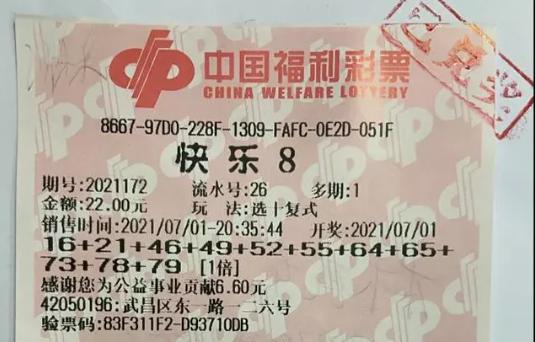 中国福利彩票
CHINA WELFARE LOTTERY
已兑奖
8667-97D0-228F-1309-FAFC-0E2D-051F
快乐8
期号:2021172 流水号:26 多期:1
金额:22.00元 玩 法:选十复式
销售时间:2021/07/01-20:35:44 开奖:2021/07/01
16+21+46+49+52+55+64+65+
73+78+79 [1倍]
感谢您为公益事业贡献6.60元
42050196:武昌区东一路一二六号
验票码:83F311F2-D93710DB